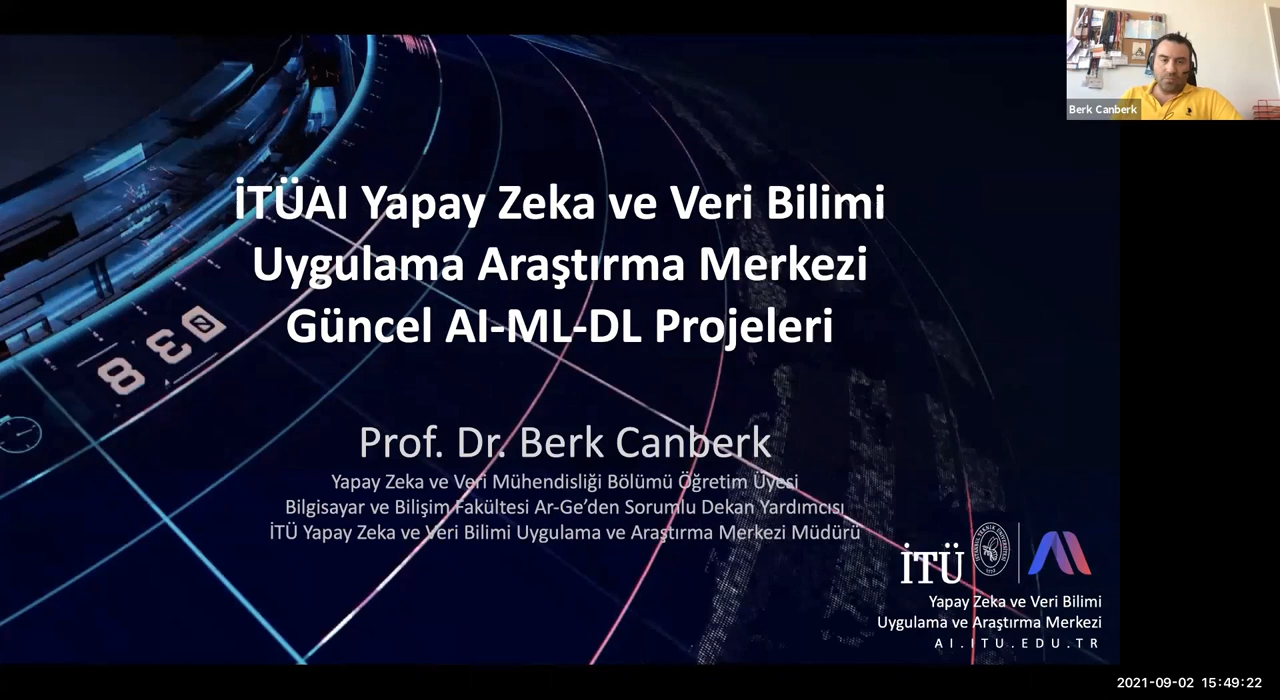 Berk Canberk
İTÜAI Yapay Zeka ve Veri Bilimi
Uygulama Araştırma Merkezi
Güncel AI-ML-DL Projeleri
0 3 8
Prof. Dr. Berk Canberk
Yapay Zeka ve Veri Mühendisliği Bölümü Öğretim Üyesi
Bilgisayar ve Bilişim Fakültesi Ar-Ge’den Sorumlu Dekan Yardımcısı
İTÜ Yapay Zeka ve Veri Bilimi Uygulama ve Araştırma Merkezi Müdürü
İTÜ
Yapay Zeka ve Veri Bilimi
Uygulama ve Araştırma Merkezi
AI.ITU.EDU.TR
2021-09-02 15:49:22